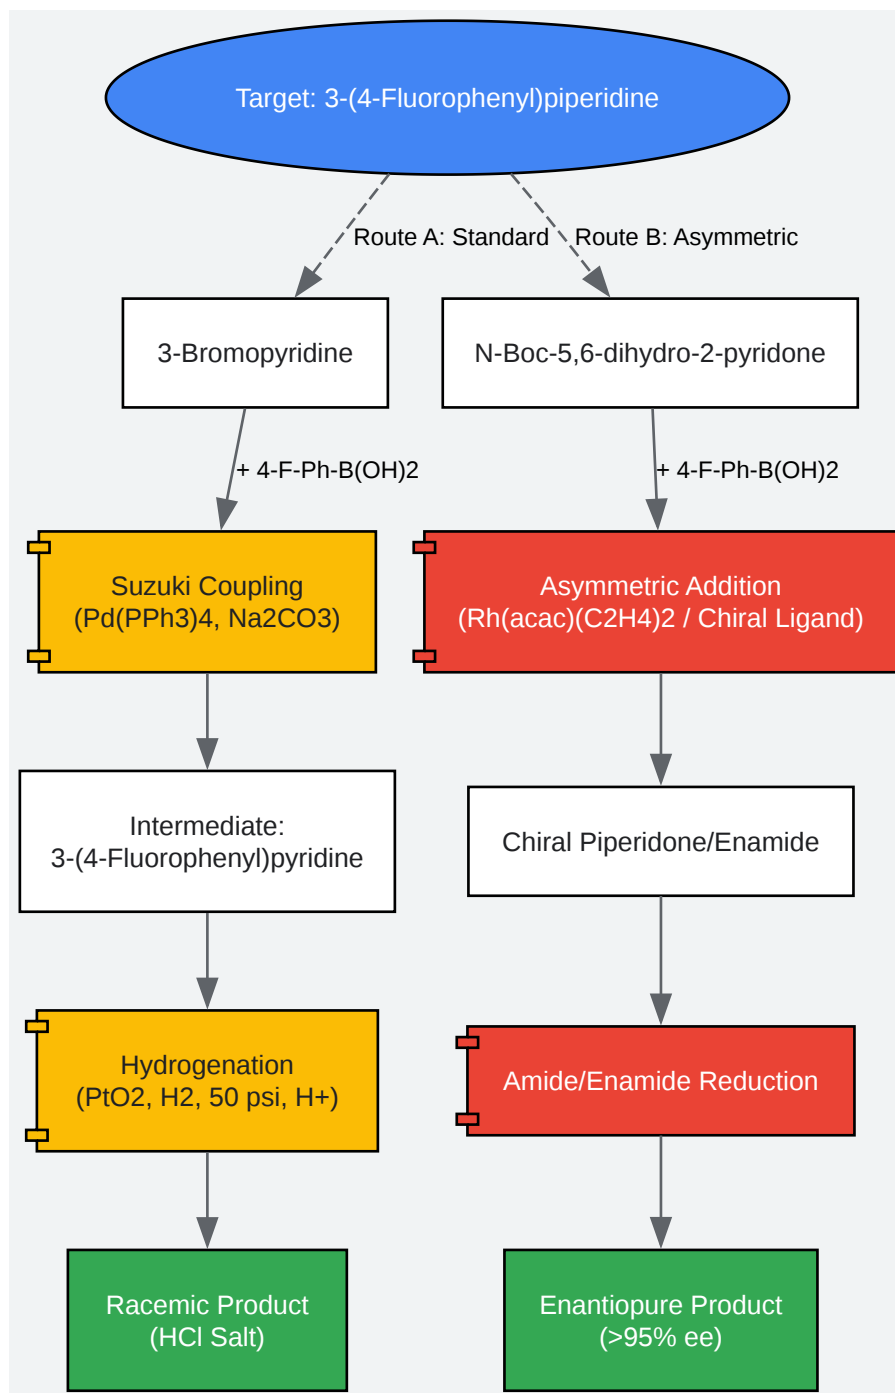 Target: 3-(4-Fluorophenyl)piperidine
Route A: Standard
Route B: Asymmetric
3-Bromopyridine
N-Boc-5,6-dihydro-2-pyridone
+ 4-F-Ph-B(OH)2
+ 4-F-Ph-B(OH)2
Suzuki Coupling
(Pd(PPh3)4, Na2CO3)
Asymmetric Addition
(Rh(acac)(C2H4)2 / Chiral Ligand)
Intermediate:
3-(4-Fluorophenyl)pyridine
Chiral Piperidone/Enamide
Hydrogenation
(PtO2, H2, 50 psi, H+)
Amide/Enamide Reduction
Racemic Product
(HCl Salt)
Enantiopure Product
(>95% ee)